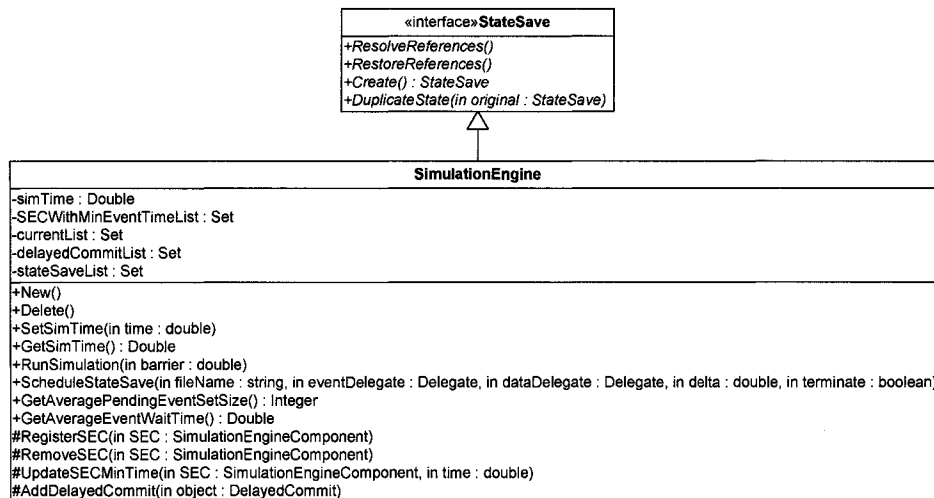 «interface»StateSave
+ResolveReferences()
+RestoreReferences()
+Create() : StateSave
+DuplicateState(in original : StateSave)
SimulationEngine
-simTime : Double
-SECWithMinEventTimeList : Set
-currentList : Set
-delayedCommitList : Set
-stateSaveList : Set
+New()
+Delete()
+SetSimTime(in time : double)
+GetSimTime() : Double
+RunSimulation(in barrier : double)
+ScheduleStateSave(in fileName : string, in eventDelegate : Delegate, in dataDelegate : Delegate, in delta : double, in terminate : boolean)
+GetAveragePendingEventSetSize() : Integer
+GetAverageEventWaitTime() : Double
#RegisterSEC(in SEC : SimulationEngineComponent)
#RemoveSEC(in SEC : SimulationEngineComponent)
#UpdateSECMinTime(in SEC : SimulationEngineComponent, in time : double)
#AddDelayedCommit(in object : DelayedCommit)